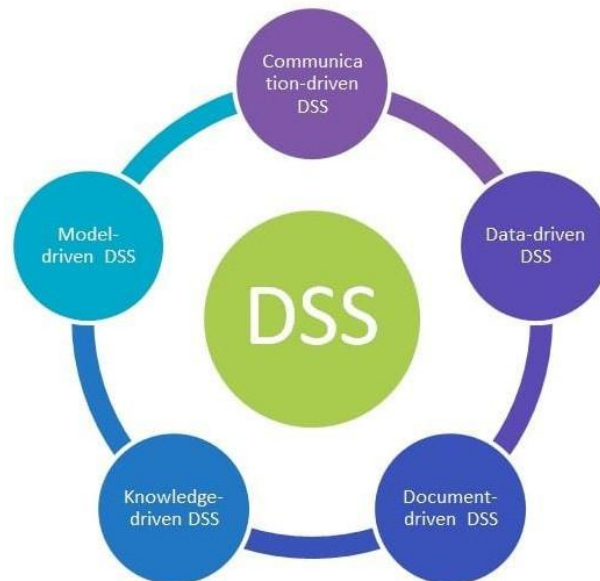 Communica
tion-driven
DSS
Model-
driven DSS
DSS
Data-driven
DSS
Knowledge-
driven DSS
Document-
driven DSS